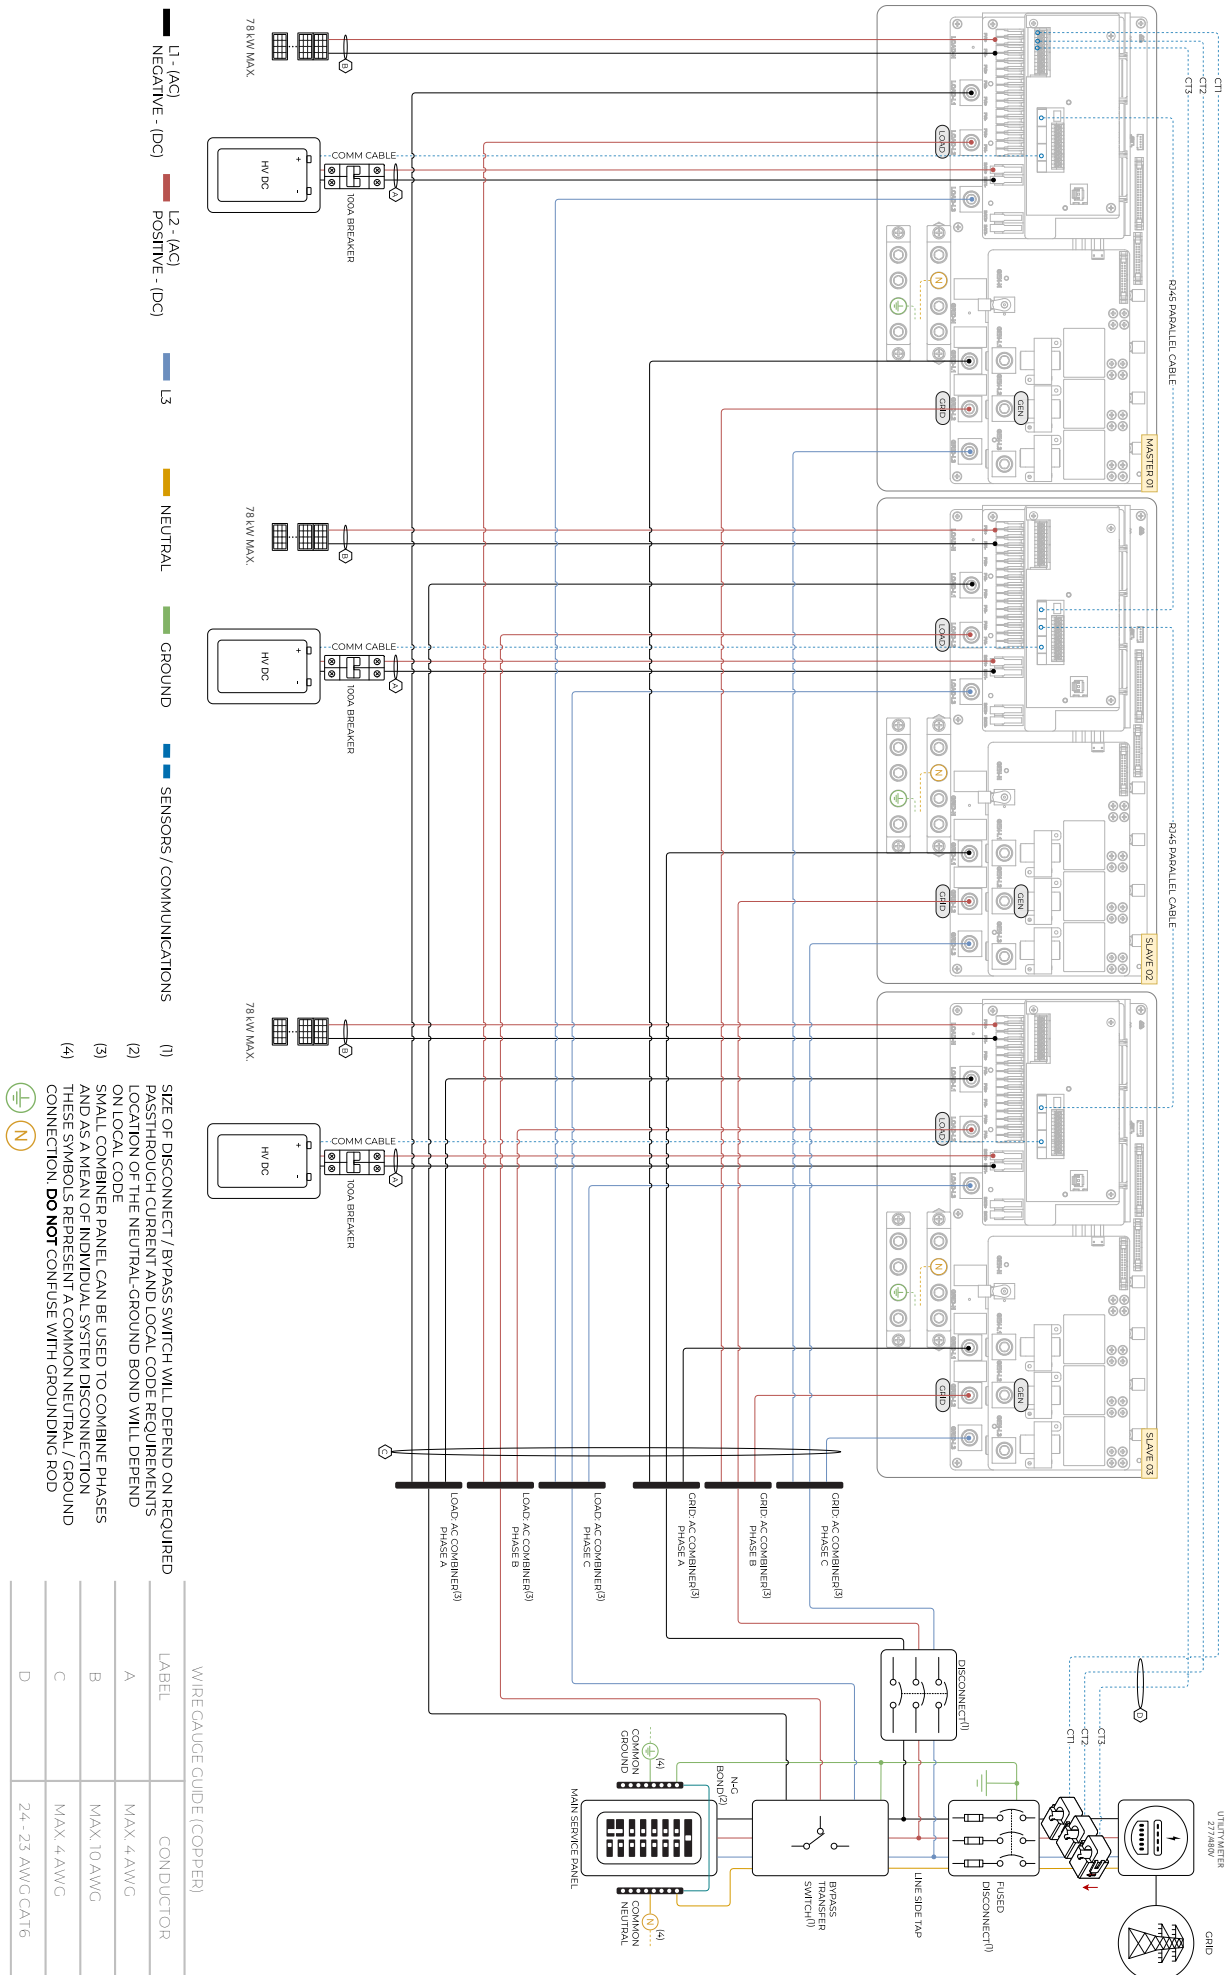 UTILITY METER
277/480V
GRID
CT1
CT2
CT3
D
CT1
CT2
CT3
RJ45 PARALLEL CABLE
RJ45 PARALLEL CABLE
MASTER 01
SLAVE 02
SLAVE 03
LOAD
N
GRID
GEN
LOAD
N
GRID
GEN
LOAD
N
GRID
GEN
78 kW MAX.
B
HV DC
+ -
COMM CABLE
100A BREAKER
A
78 kW MAX.
B
HV DC
+ -
COMM CABLE
100A BREAKER
A
78 kW MAX.
B
HV DC
+ -
COMM CABLE
100A BREAKER
A
C
GRID: AC COMBINER(3)
PHASE C
GRID: AC COMBINER(3)
PHASE B
GRID: AC COMBINER(3)
PHASE A
LOAD: AC COMBINER(3)
PHASE C
LOAD: AC COMBINER(3)
PHASE B
LOAD: AC COMBINER(3)
PHASE A
DISCONNECT(1)
FUSED
DISCONNECT(1)
LINE SIDE TAP
BYPASS
TRANSFER
SWITCH(1)
N-G
BOND(2)
(4)
COMMON
GROUND
MAIN SERVICE PANEL
(4)
N
COMMON
NEUTRAL
L1 - (AC)
NEGATIVE - (DC)
L2 - (AC)
POSITIVE - (DC)
L3
NEUTRAL
GROUND
SENSORS / COMMUNICATIONS
(1) SIZE OF DISCONNECT / BYPASS SWITCH WILL DEPEND ON REQUIRED
PASSTHROUGH CURRENT AND LOCAL CODE REQUIREMENTS
(2) LOCATION OF THE NEUTRAL-GROUND BOND WILL DEPEND
ON LOCAL CODE
(3) SMALL COMBINER PANEL CAN BE USED TO COMBINE PHASES
AND AS A MEAN OF INDIVIDUAL SYSTEM DISCONNECTION
(4) THESE SYMBOLS REPRESENT A COMMON NEUTRAL / GROUND
CONNECTION. DO NOT CONFUSE WITH GROUNDING ROD
N
WIRE GAUGE GUIDE (COPPER)
LABEL CONDUCTOR
A MAX. 4 AWG
B MAX. 10 AWG
C MAX. 4 AWG
D 24 - 23 AWG CAT6